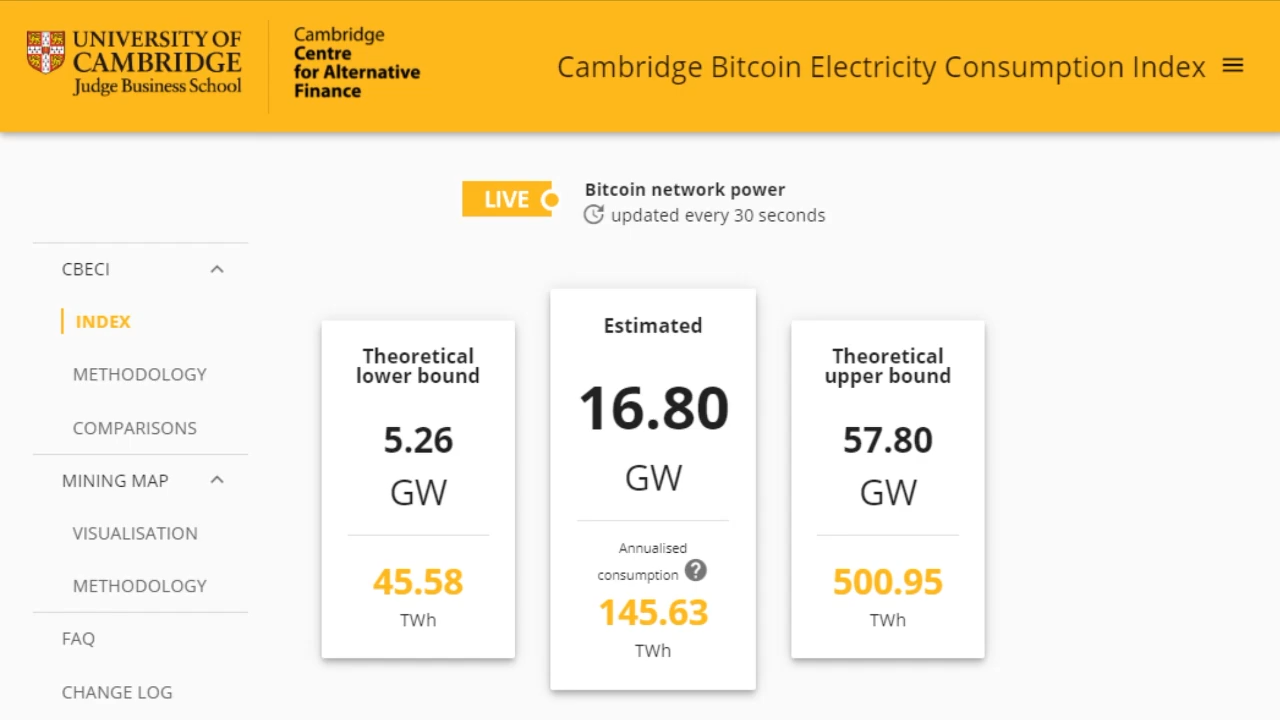 UNIVERSITY OF
CAMBRIDGE
Judge Business School
Cambridge
Centre
for Alternative
Finance
Cambridge Bitcoin Electricity Consumption Index
LIVE
Bitcoin network power
updated every 30 seconds
CBECI
INDEX
METHODOLOGY
COMPARISONS
MINING MAP
VISUALISATION
METHODOLOGY
FAQ
CHANGE LOG
Theoretical
lower bound
5.26
GW
45.58
TWh
Estimated
16.80
GW
Annualised
consumption ?
145.63
TWh
Theoretical
upper bound
57.80
GW
500.95
TWh